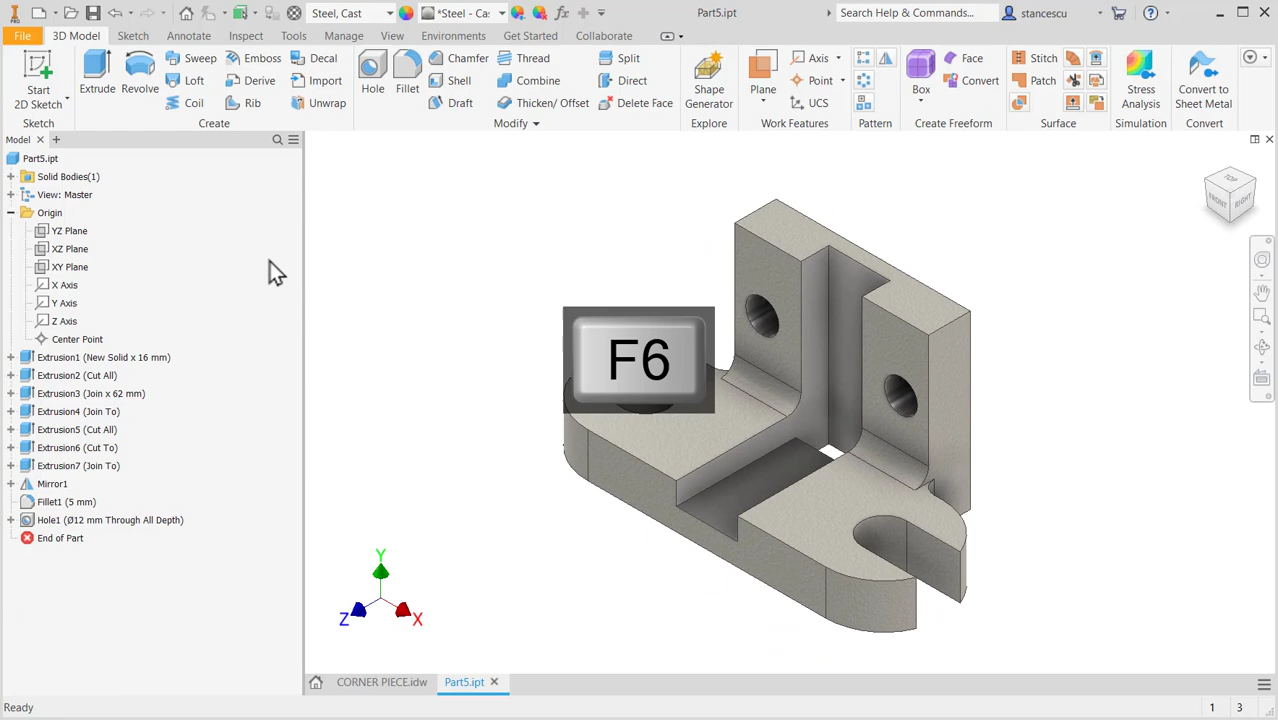 PRO
Steel, Cast
*Steel - Cas
fx
Part5.ipt
Search Help & Commands...
stancescu
File
3D Model
Sketch
Annotate
Inspect
Tools
Manage
View
Environments
Get Started
Collaborate
Start
2D Sketch
Sketch
Extrude
Revolve
Sweep
Loft
Coil
Emboss
Derive
Rib
Decal
Import
Unwrap
Create
Hole
Fillet
Chamfer
Shell
Draft
Thread
Combine
Thicken/ Offset
Split
Direct
Delete Face
Modify
Shape
Generator
Explore
Plane
Axis
Point
UCS
Work Features
Pattern
Box
Face
Convert
Create Freeform
Stitch
Patch
Surface
Stress
Analysis
Simulation
Convert to
Sheet Metal
Convert
Model
Part5.ipt
Solid Bodies(1)
View: Master
Origin
YZ Plane
XZ Plane
XY Plane
X Axis
Y Axis
Z Axis
Center Point
Extrusion1 (New Solid x 16 mm)
Extrusion2 (Cut All)
Extrusion3 (Join x 62 mm)
Extrusion4 (Join To)
Extrusion5 (Cut All)
Extrusion6 (Cut To)
Extrusion7 (Join To)
Mirror1
Fillet1 (5 mm)
Hole1 (Ø12 mm Through All Depth)
End of Part
F6
TOP
FRONT
RIGHT
Y
Z
X
CORNER PIECE.idw
Part5.ipt
Ready
1
3